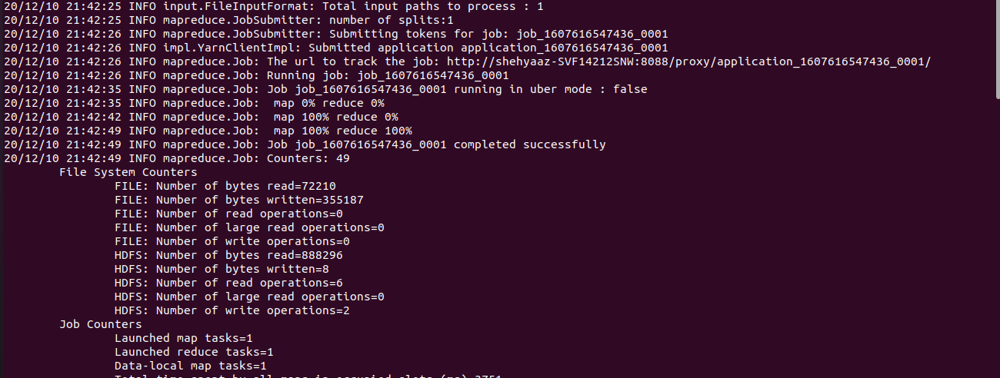 20/12/10 21:42:25 INFO input.FileInputFormat: Total input paths to process : 1
20/12/10 21:42:25 INFO mapreduce.JobSubmitter: number of splits:1
20/12/10 21:42:26 INFO mapreduce.JobSubmitter: Submitting tokens for job: job_1607616547436_0001
20/12/10 21:42:26 INFO impl.YarnClientImpl: Submitted application application_1607616547436_0001
20/12/10 21:42:26 INFO mapreduce.Job: The url to track the job: http://shehyaaz-SVF14212SNW:8088/proxy/application_1607616547436_0001/
20/12/10 21:42:26 INFO mapreduce.Job: Running job: job_1607616547436_0001
20/12/10 21:42:35 INFO mapreduce.Job: Job job_1607616547436_0001 running in uber mode : false
20/12/10 21:42:35 INFO mapreduce.Job:  map 0% reduce 0%
20/12/10 21:42:42 INFO mapreduce.Job:  map 100% reduce 0%
20/12/10 21:42:49 INFO mapreduce.Job:  map 100% reduce 100%
20/12/10 21:42:49 INFO mapreduce.Job: Job job_1607616547436_0001 completed successfully
20/12/10 21:42:49 INFO mapreduce.Job: Counters: 49
File System Counters
FILE: Number of bytes read=72210
FILE: Number of bytes written=355187
FILE: Number of read operations=0
FILE: Number of large read operations=0
FILE: Number of write operations=0
HDFS: Number of bytes read=888296
HDFS: Number of bytes written=8
HDFS: Number of read operations=6
HDFS: Number of large read operations=0
HDFS: Number of write operations=2
Job Counters
Launched map tasks=1
Launched reduce tasks=1
Data-local map tasks=1
Total time spent by all maps in occupied slots (ms)=3751